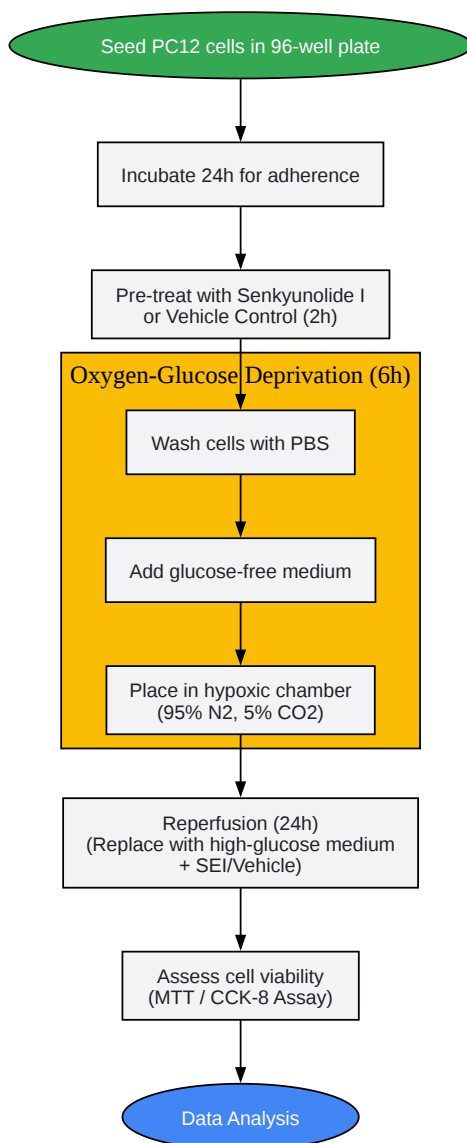 Seed PC12 cells in 96-well plate
Incubate 24h for adherence
Pre-treat with Senkyunolide I
or Vehicle Control (2h)
Oxygen-Glucose Deprivation (6h)
Wash cells with PBS
Add glucose-free medium
Place in hypoxic chamber
(95% N2, 5% CO2)
Reperfusion (24h)
(Replace with high-glucose medium
+ SEI/Vehicle)
Assess cell viability
(MTT / CCK-8 Assay)
Data Analysis